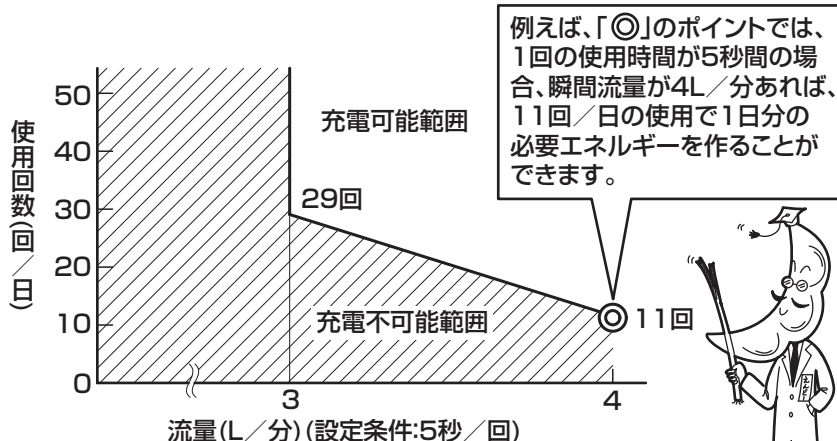 例えば、「◎」のポイントでは、
1回の使用時間が5秒間の場
合、瞬間流量が4L／分あれば、
11回／日の使用で1日分の
必要エネルギーを作ることが
できます。
使用回数(回／日)
50
40
30
20
10
0
充電可能範囲
29回
充電不可能範囲
11回
3
4
流量(L／分)(設定条件:5秒／回)